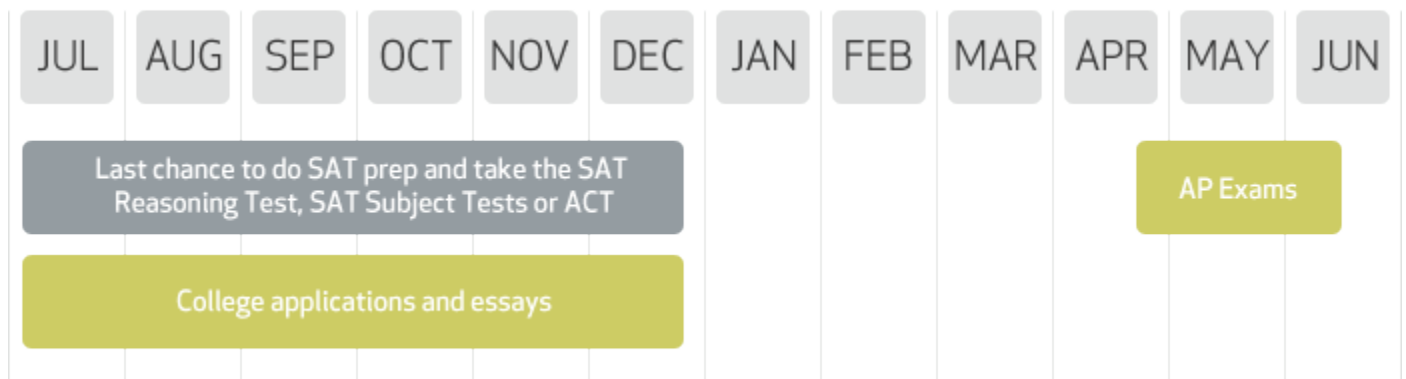 JUL AUG SEP OCT NOV DEC JAN FEB MAR APR MAY JUN
Last chance to do SAT prep and take the SAT
Reasoning Test, SAT Subject Tests or ACT
AP Exams
College applications and essays